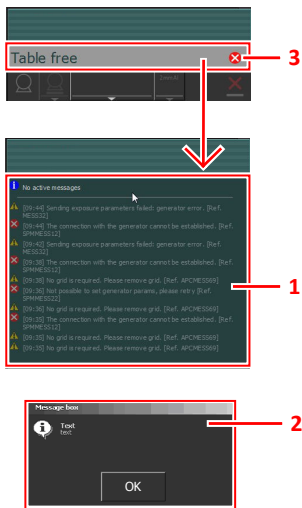 Table free
3
No active messages
[09:44] Sending exposure parameters failed: generator error. [Ref.
MESS32]
[09:44] The connection with the generator cannot be established. [Ref.
SPMMESS12]
[09:42] Sending exposure parameters failed: generator error. [Ref.
MESS32]
[09:38] The connection with the generator cannot be established. [Ref.
SPMMESS12]
[09:38] No grid is required. Please remove grid. [Ref. APCMESS69]
[09:36] Not possible to set generator params, please retry [Ref.
SPMMESS22]
[09:36] No grid is required. Please remove grid. [Ref. APCMESS69]
[09:35] The connection with the generator cannot be established. [Ref.
SPMMESS12]
[09:35] No grid is required. Please remove grid. [Ref. APCMESS69]
[09:35] No grid is required. Please remove grid. [Ref. APCMESS69]
1
Message box
Text
text
2
OK